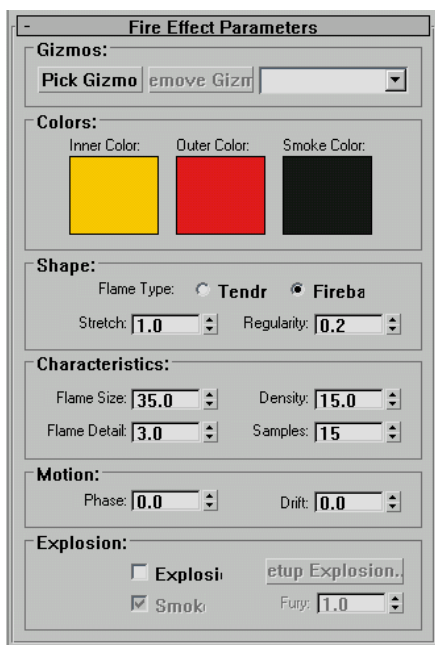 - Fire Effect Parameters
Gizmos:
Pick Gizmo emove Gizm
Colors:
Inner Color: Outer Color: Smoke Color:
Shape:
Flame Type: Tendr Fireba
Stretch: 1.0 Regularity: 0.2
Characteristics:
Flame Size: 35.0 Density: 15.0
Flame Detail: 3.0 Samples: 15
Motion:
Phase: 0.0 Drift: 0.0
Explosion:
Explosi etup Explosion..
Smok Fury: 1.0